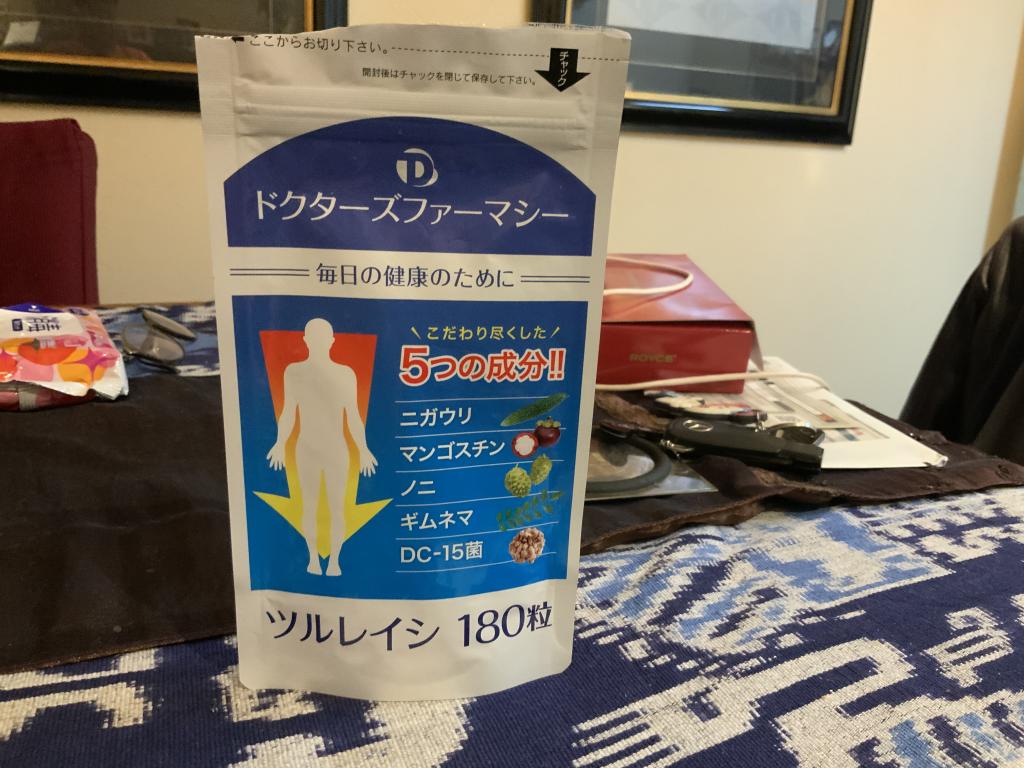 ここからお切り下さい。
チャック
開封後はチャックを閉じて保存して下さい。
ドクターズファーマシー
毎日の健康のために
こだわり尽くした
5つの成分!!
ニガウリ
マンゴスチン
ノニ
ギムネマ
DC-15菌
ツルレイシ 180粒
ROYCE'